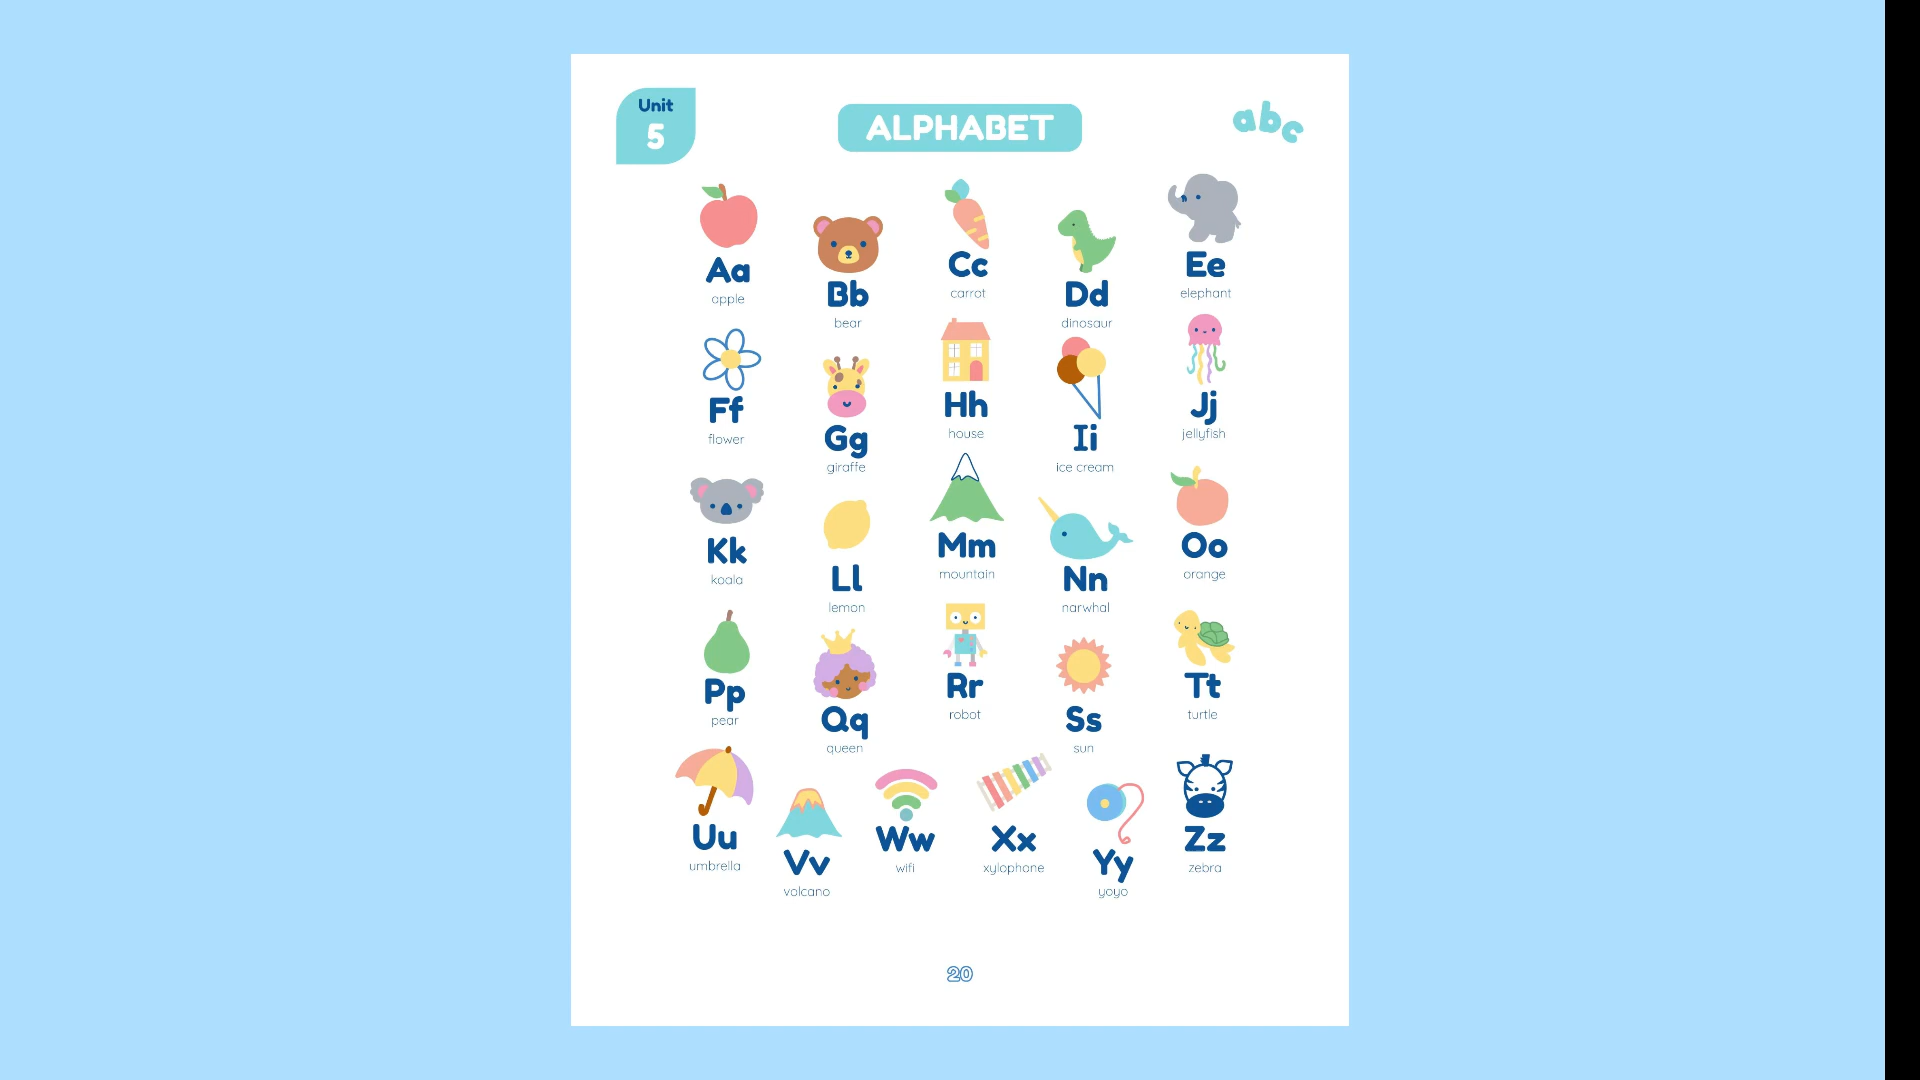 Unit
5
ALPHABET
abc
Aa
apple
Bb
bear
Cc
carrot
Dd
dinosaur
Ee
elephant
Ff
flower
Gg
giraffe
Hh
house
Ii
ice cream
Jj
jellyfish
Kk
koala
Ll
lemon
Mm
mountain
Nn
narwhal
Oo
orange
Pp
pear
Qq
queen
Rr
robot
Ss
sun
Tt
turtle
Uu
umbrella
Vv
volcano
Ww
wifi
Xx
xylophone
Yy
yoyo
Zz
zebra
20